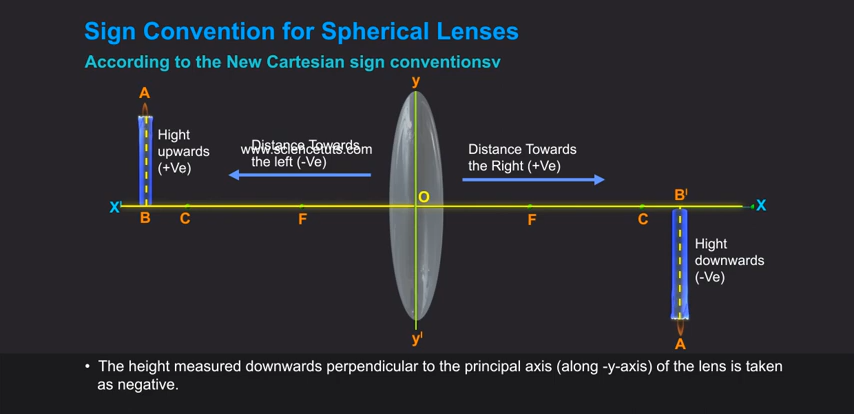 Sign Convention for Spherical Lenses
According to the New Cartesian sign conventionsv
y
A
Hight
upwards
(+Ve)
Distance Towards
www.sciencetuts.com
the left (-Ve)
Distance Towards
the Right (+Ve)
X' B C F O F C B' X
Hight
downwards
(-Ve)
y'
A
• The height measured downwards perpendicular to the principal axis (along -y-axis) of the lens is taken
as negative.